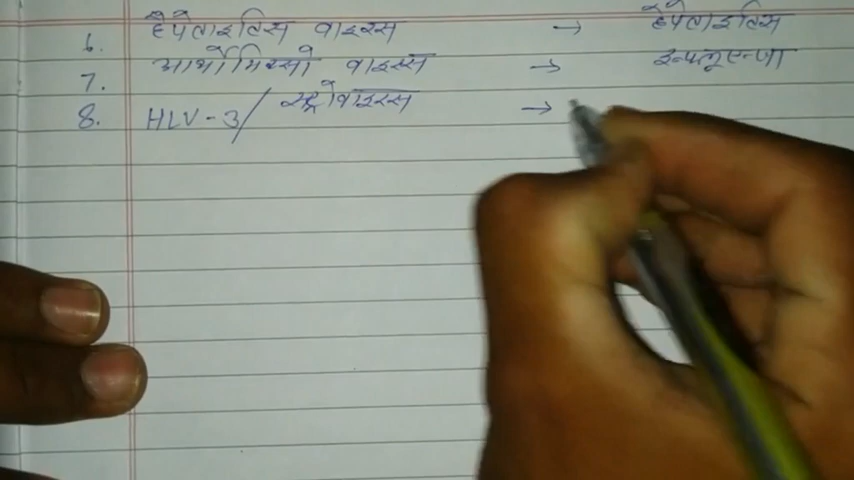 6. हेपेटाइटिस वाइरस → हेपेटाइटिस
7. आर्थोमिक्सो वाइरस → इन्फ्लूएन्जा
8. HLV-3/ रेट्रोवाइरस →